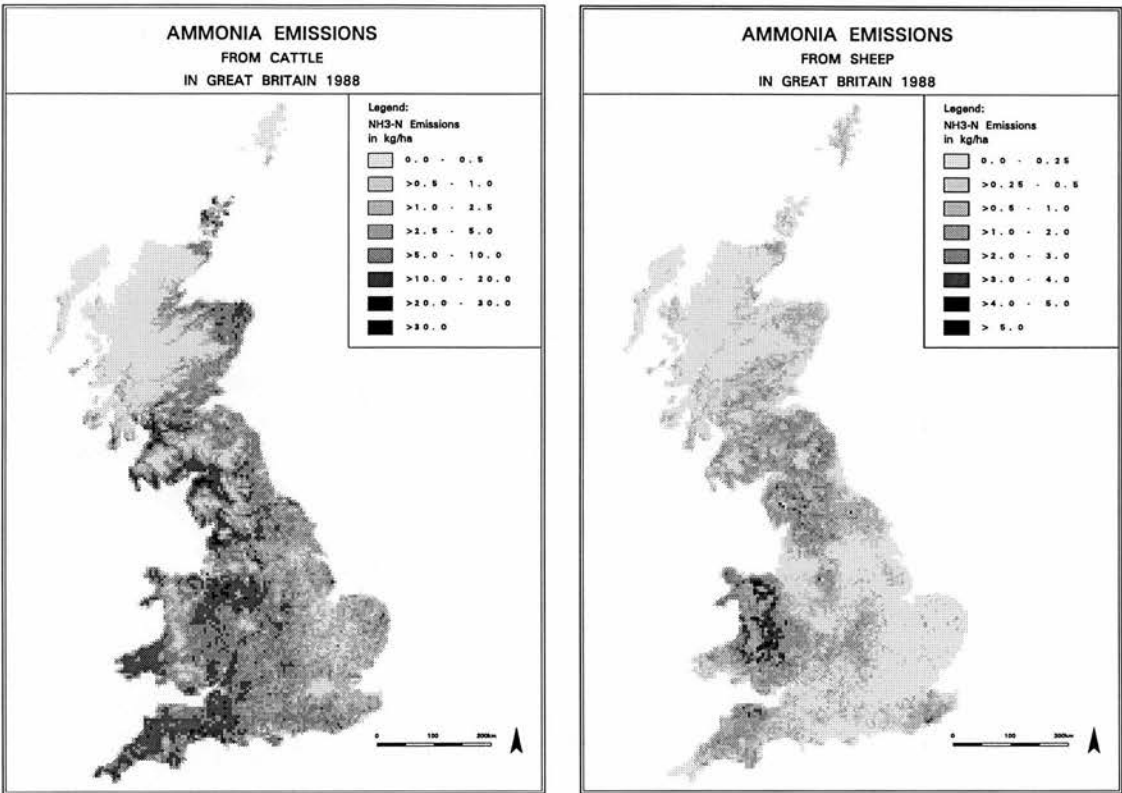 AMMONIA EMISSIONS
FROM CATTLE
IN GREAT BRITAIN 1988
Legend:
NH3-N Emissions
in kg/ha
0.0 - 0.5
>0.5 - 1.0
>1.0 - 2.5
>2.5 - 5.0
>5.0 - 10.0
>10.0 - 20.0
>20.0 - 30.0
>30.0
0 100 200km
AMMONIA EMISSIONS
FROM SHEEP
IN GREAT BRITAIN 1988
Legend:
NH3-N Emissions
in kg/ha
0.0 - 0.25
>0.25 - 0.5
>0.5 - 1.0
>1.0 - 2.0
>2.0 - 3.0
>3.0 - 4.0
>4.0 - 5.0
> 5.0
0 100 200km